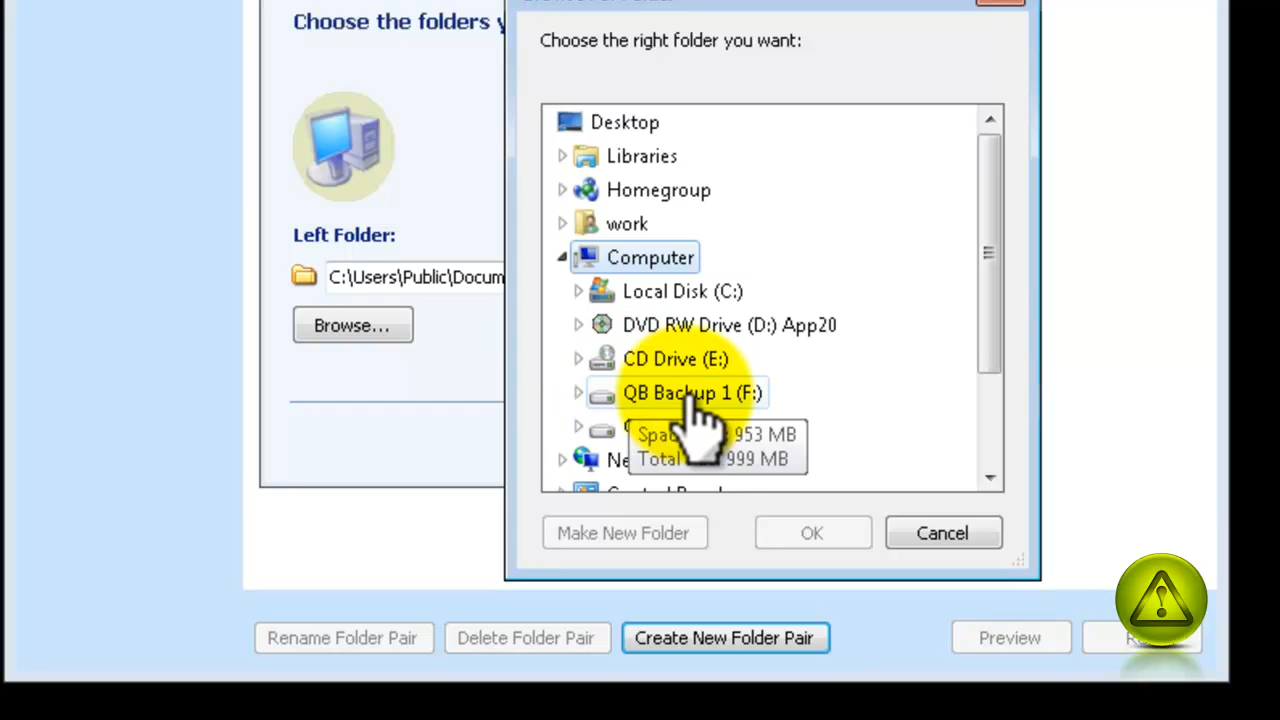 Choose the folders
Choose the right folder you want:
Desktop
Libraries
Homegroup
work
Computer
Local Disk (C:)
DVD RW Drive (D:) App20
CD Drive (E:)
QB Backup 1 (F:)
953 MB
Total 999 MB
Left Folder:
C:\Users\Public\Docum
Browse...
Make New Folder
OK
Cancel
Rename Folder Pair
Delete Folder Pair
Create New Folder Pair
Preview